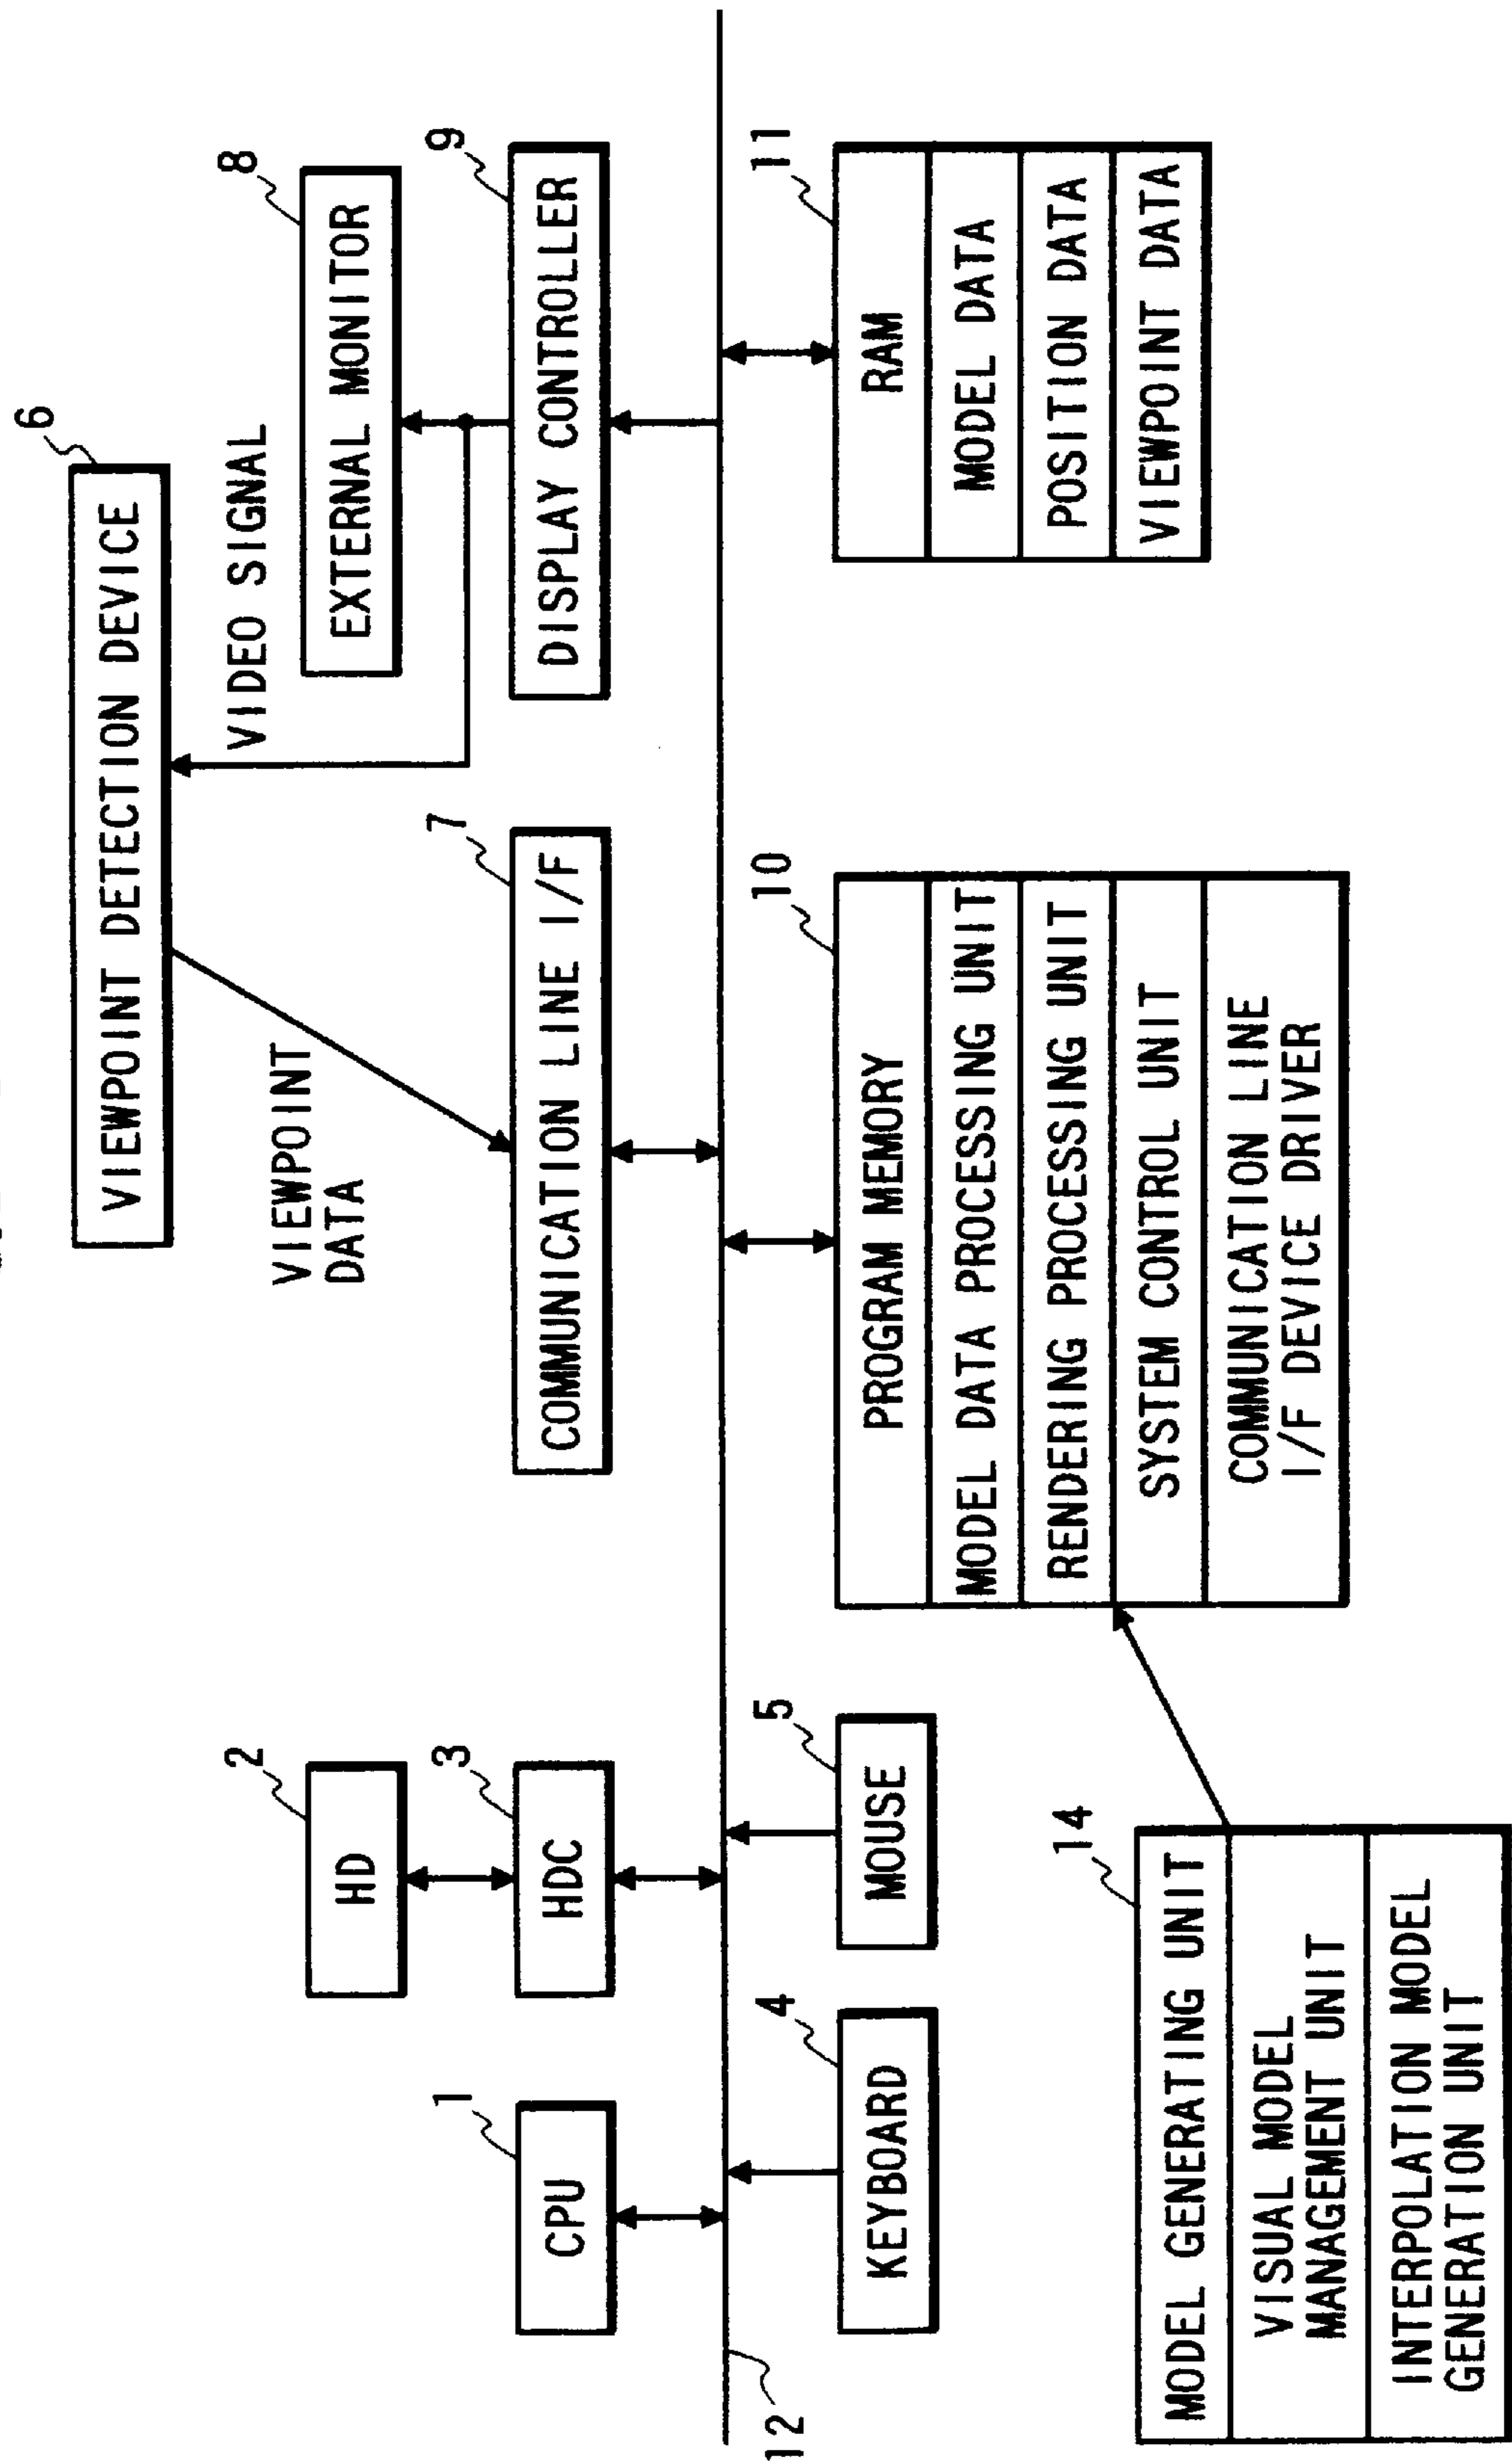 6
VIEWPOINT DETECTION DEVICE
VIDEO SIGNAL
VIEWPOINT
DATA
2
HD
8
EXTERNAL MONITOR
1
CPU
3
HDC
7
COMMUNICATION LINE I/F
9
DISPLAY CONTROLLER
12
4
KEYBOARD
5
MOUSE
10
PROGRAM MEMORY
MODEL DATA PROCESSING UNIT
RENDERING PROCESSING UNIT
SYSTEM CONTROL UNIT
COMMUNICATION LINE
I/F DEVICE DRIVER
11
RAM
MODEL DATA
POSITION DATA
VIEWPOINT DATA
14
MODEL GENERATING UNIT
VISUAL MODEL
MANAGEMENT UNIT
INTERPOLATION MODEL
GENERATION UNIT